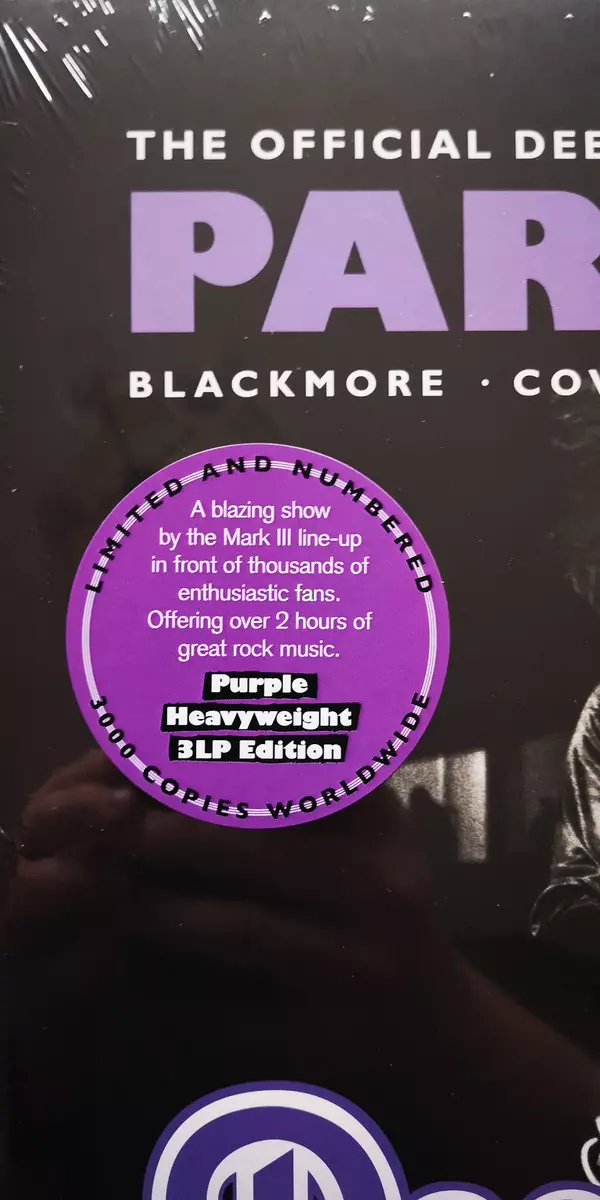 THE OFFICIAL DEE
PAR
BLACKMORE · COV
LIMITED AND NUMBERED
A blazing show
by the Mark III line-up
in front of thousands of
enthusiastic fans.
Offering over 2 hours of
great rock music.
Purple
Heavyweight
3LP Edition
3000 COPIES WORLDWIDE